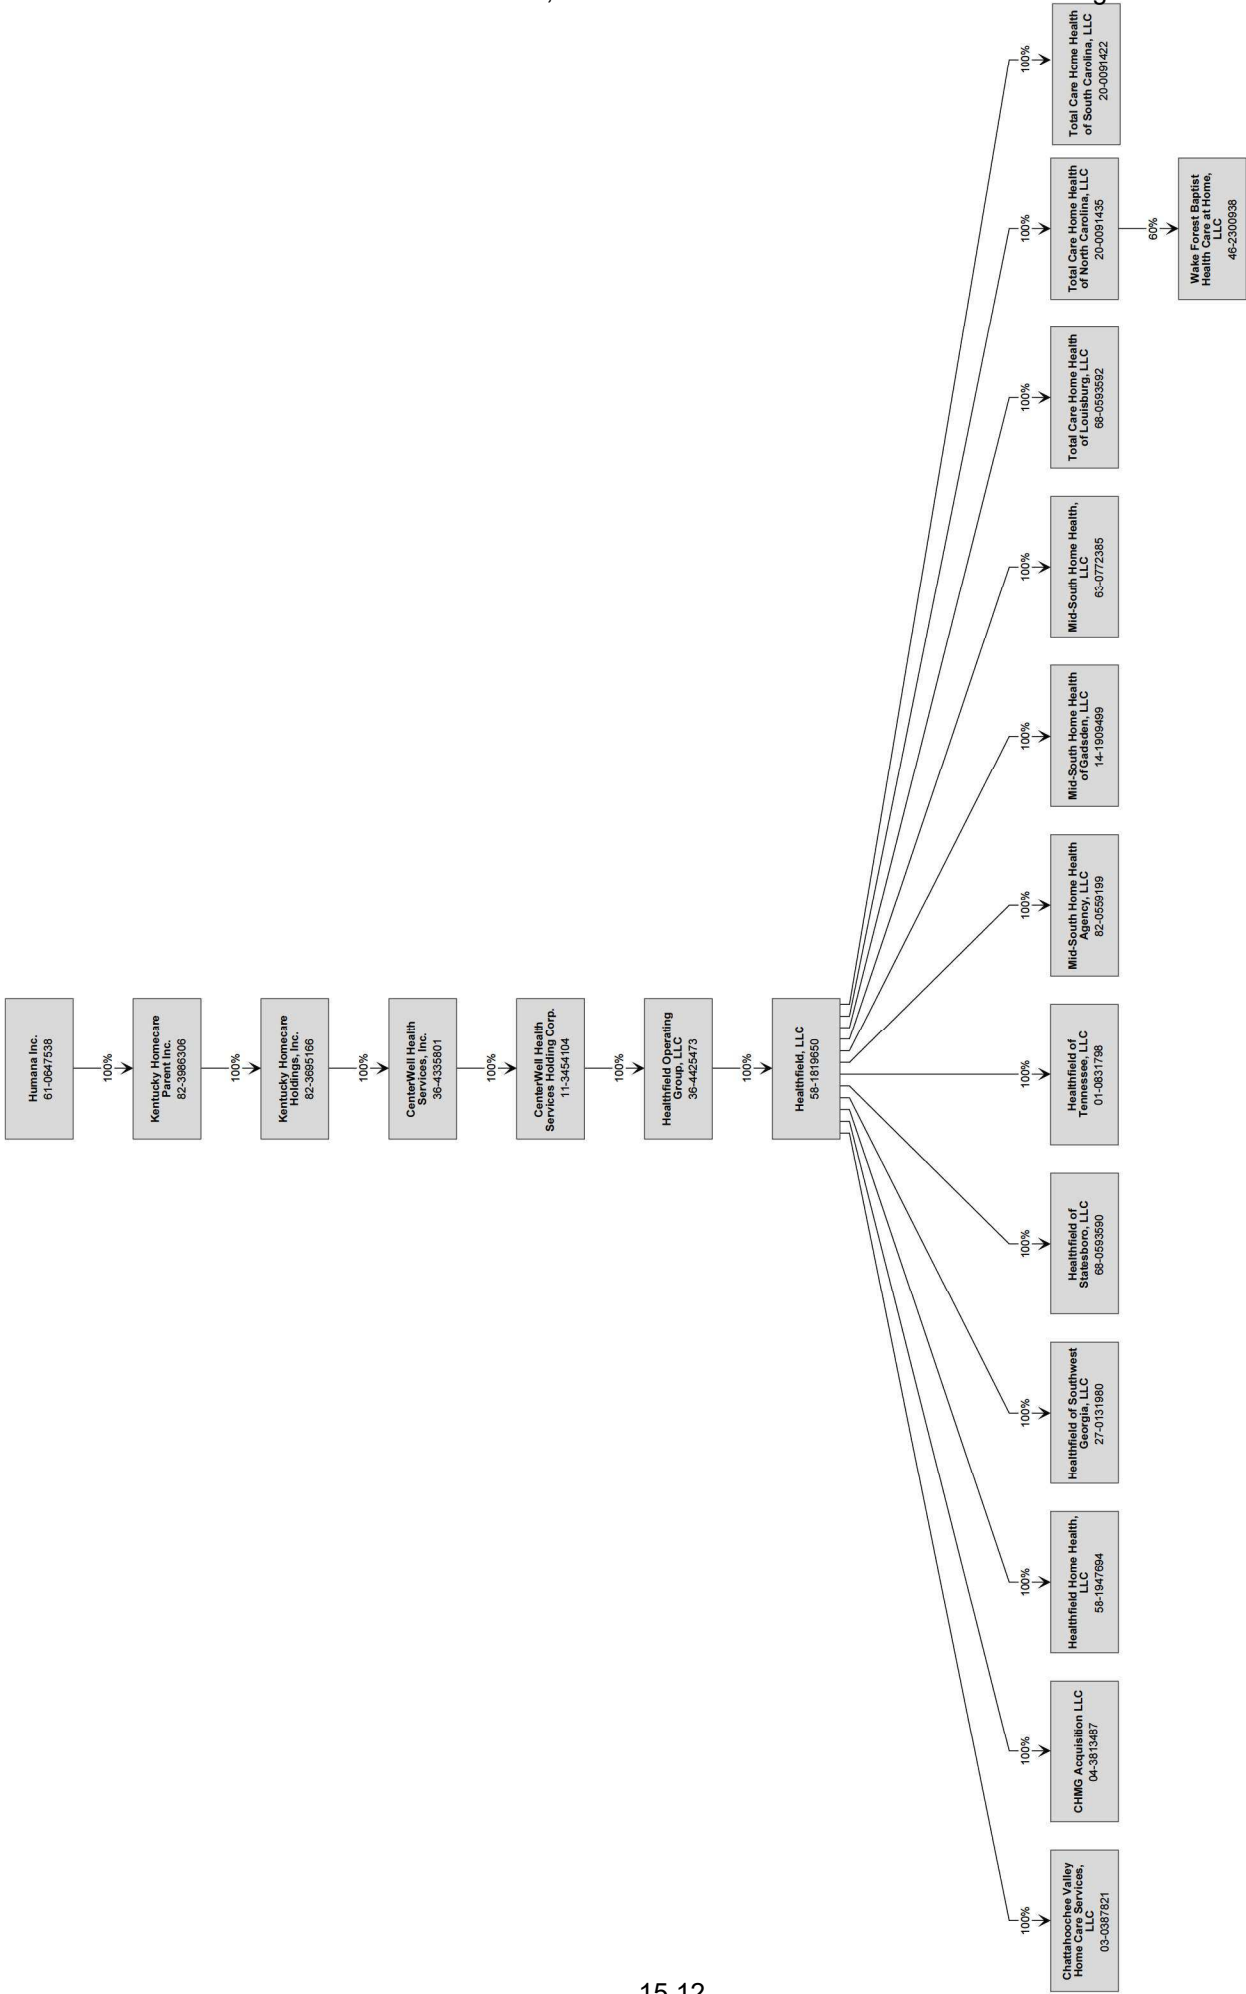 Humana Inc.
61-0647538
100%
Kentucky Homecare
Parent Inc.
82-3986306
100%
Kentucky Homecare
Holdings, Inc.
82-3695166
100%
CenterWell Health
Services, Inc.
36-4335801
100%
CenterWell Health
Services Holding Corp.
11-3454104
100%
Healthfield Operating
Group, LLC
36-4425473
100%
Healthfield, LLC
58-1819650
100%
Chattahoochee Valley
Home Care Services,
LLC
03-0387821
100%
CHMG Acquisition LLC
04-3813487
100%
Healthfield Home Health,
LLC
58-1947694
100%
Healthfield of Southwest
Georgia, LLC
27-0131980
100%
Healthfield of
Statesboro, LLC
68-0593590
100%
Healthfield of
Tennessee, LLC
01-0831798
100%
Mid-South Home Health
Agency, LLC
82-0559199
100%
Mid-South Home Health
of Gadsden, LLC
14-1909499
100%
Mid-South Home Health,
LLC
63-0772385
100%
Total Care Home Health
of Louisburg, LLC
68-0593592
100%
Total Care Home Health
of North Carolina, LLC
20-0091435
100%
Total Care Home Health
of South Carolina, LLC
20-0091422
60%
Wake Forest Baptist
Health Care at Home,
LLC
46-2300938
15.12